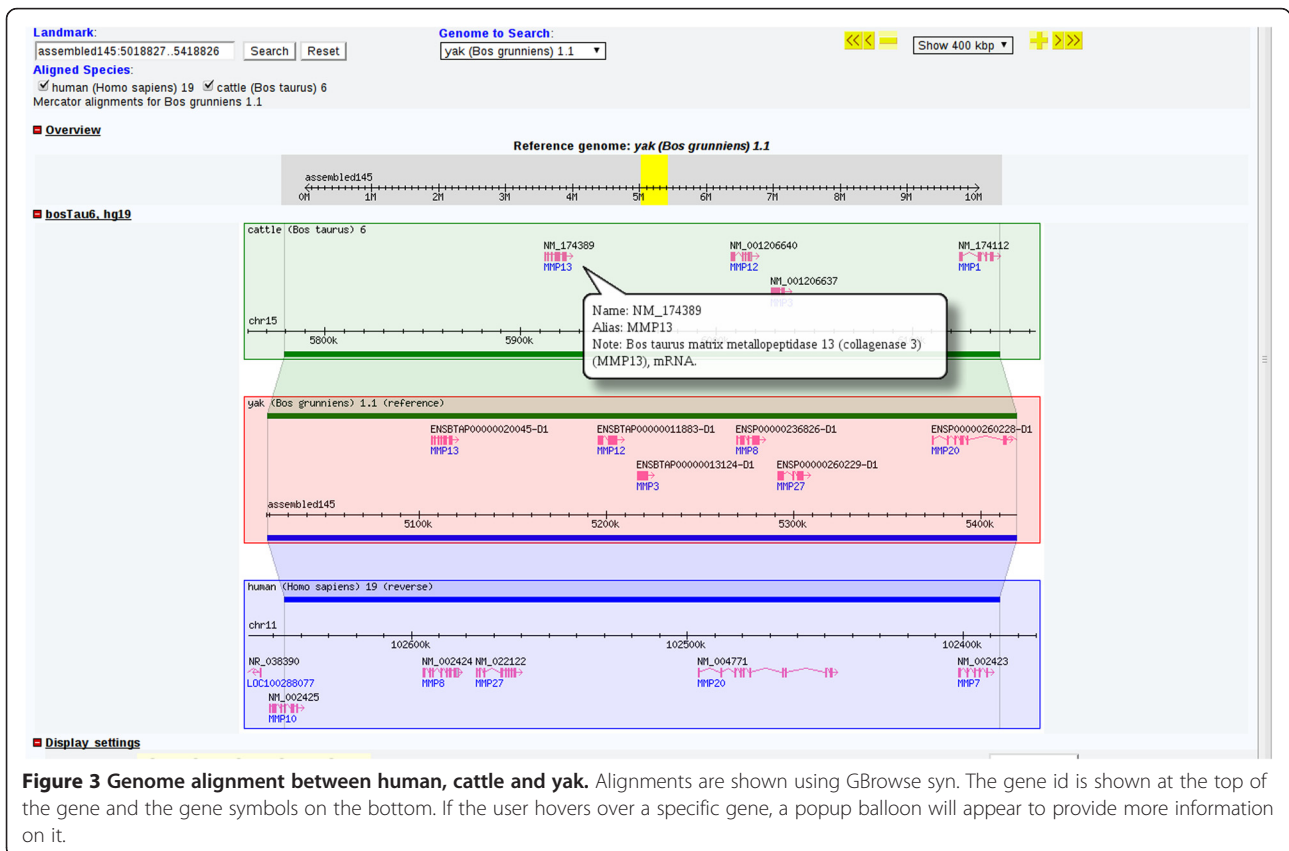 Landmark:
assembled145:5018827..5418826 Search Reset
Genome to Search:
yak (Bos grunniens) 1.1
Show 400 kbp
Aligned Species:
human (Homo sapiens) 19 cattle (Bos taurus) 6
Mercator alignments for Bos grunniens 1.1
Overview
Reference genome: yak (Bos grunniens) 1.1
assembled145
0M 1M 2M 3M 4M 5M 6M 7M 8M 9M 10M
bosTau6, hg19
cattle (Bos taurus) 6
NM_174389 NM_001206640 NM_174112
MMP13 MMP12 MMP1
NM_001206637
MMP3
chr15
5800k 5900k
Name: NM_174389
Alias: MMP13
Note: Bos taurus matrix metallopeptidase 13 (collagenase 3)
(MMP13), mRNA.
yak (Bos grunniens) 1.1 (reference)
ENSBTAP00000020045-D1 ENSBTAP00000011883-D1 ENSP00000236826-D1 ENSP00000260228-D1
MMP13 MMP12 MMP8 MMP20
ENSBTAP00000013124-D1 ENSP00000260229-D1
MMP3 MMP27
assembled145
5100k 5200k 5300k 5400k
human (Homo sapiens) 19 (reverse)
chr11
102600k 102500k 102400k
NR_038390 NM_002424 NM_022122 NM_004771 NM_002423
LOC100288077 MMP8 MMP27 MMP20 MMP7
NM_002425
MMP10
Display settings
Figure 3 Genome alignment between human, cattle and yak. Alignments are shown using GBrowse syn. The gene id is shown at the top of
the gene and the gene symbols on the bottom. If the user hovers over a specific gene, a popup balloon will appear to provide more information
on it.